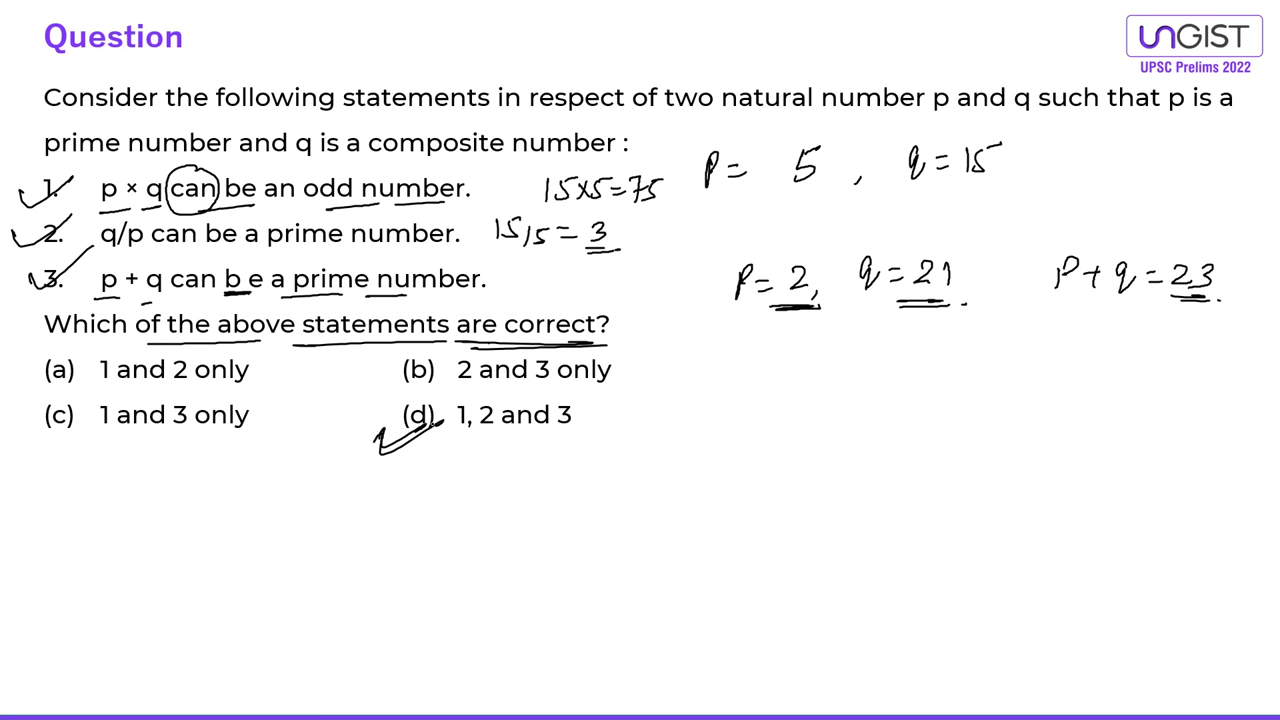 Question
UNGIST
UPSC Prelims 2022
Consider the following statements in respect of two natural number p and q such that p is a
prime number and q is a composite number :
P = 5 , q = 15
1. p × q can be an odd number. 15×5=75
2. q/p can be a prime number. 15/5 = 3
3. p + q can b e a prime number. P = 2, q = 21. P + q = 23.
Which of the above statements are correct?
(a) 1 and 2 only (b) 2 and 3 only
(c) 1 and 3 only (d) 1, 2 and 3